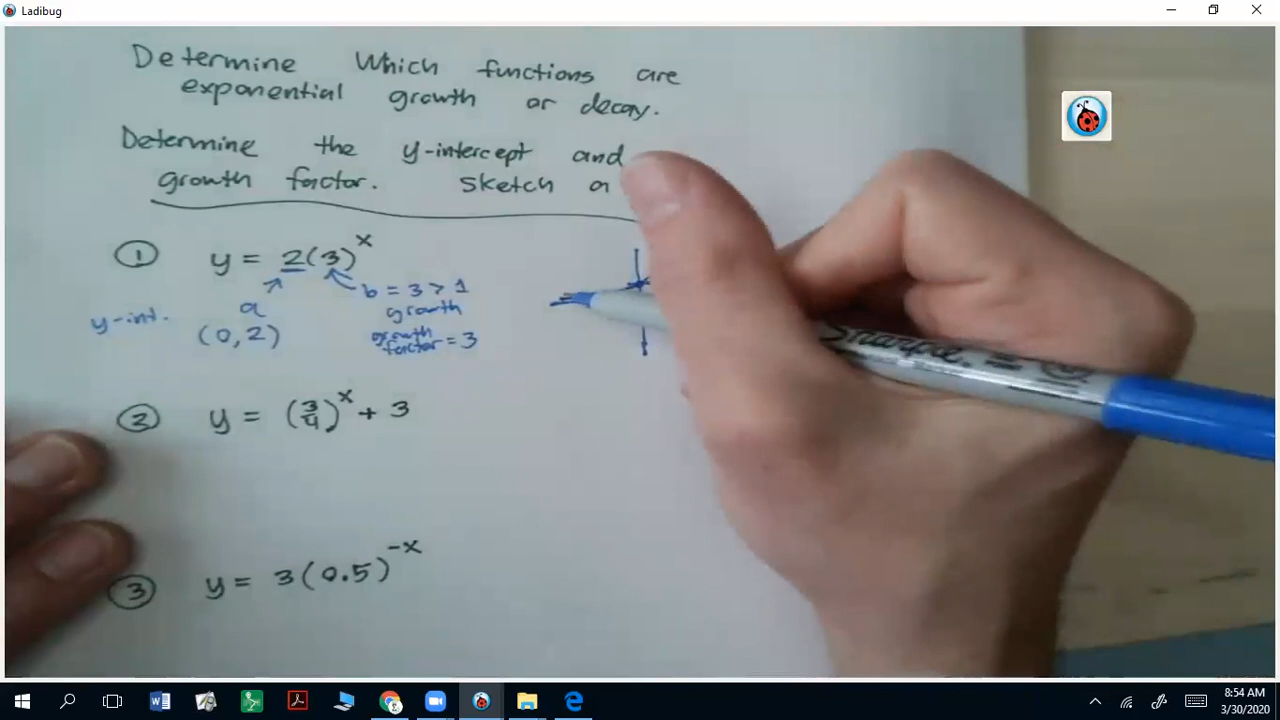 Ladibug
Determine Which functions are
exponential growth or decay.
Determine the y-intercept and
growth factor. Sketch a
① y = 2(3)^x
b = 3 > 1
growth
a
y-int.
(0,2)
growth
factor = 3
② y = (3/4)^x + 3
③ y = 3(0.5)^-x
Sharpie
8:54 AM
3/30/2020